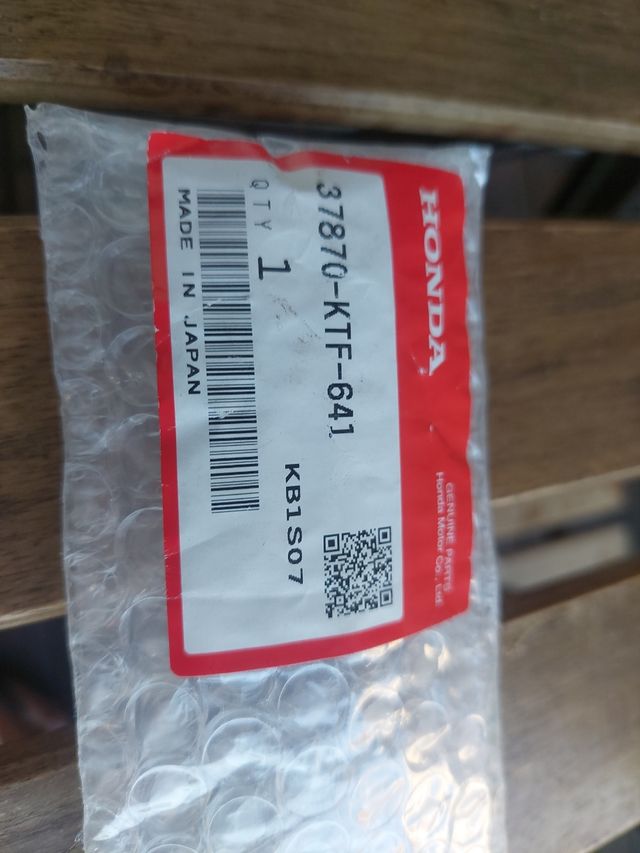 HONDA
GENUINE PARTS
Honda Motor Co., Ltd.
37870-KTF-641
QTY 1
KB1S07
MADE IN JAPAN